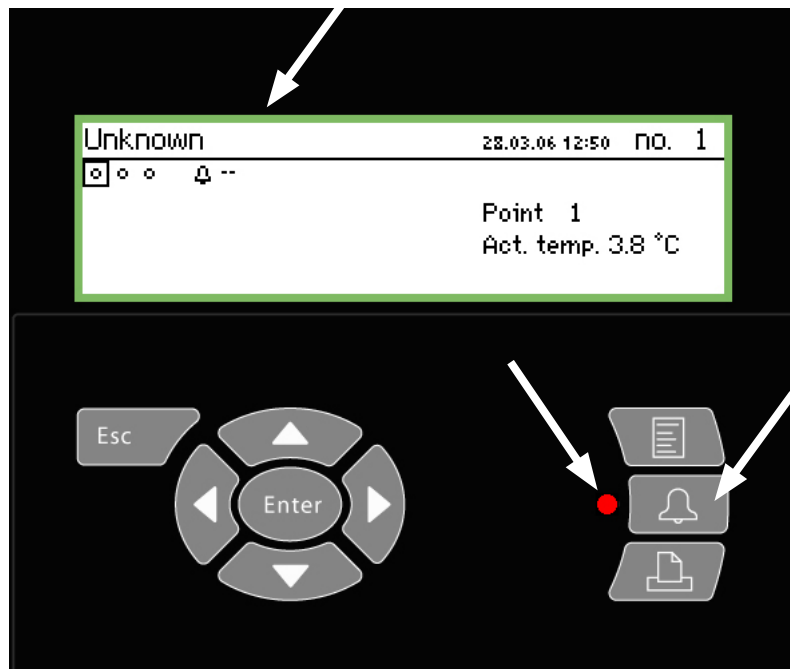 Unknown 28.03.06 12:50 no. 1
--
Point 1
Act. temp. 3.8 °C
Esc
Enter